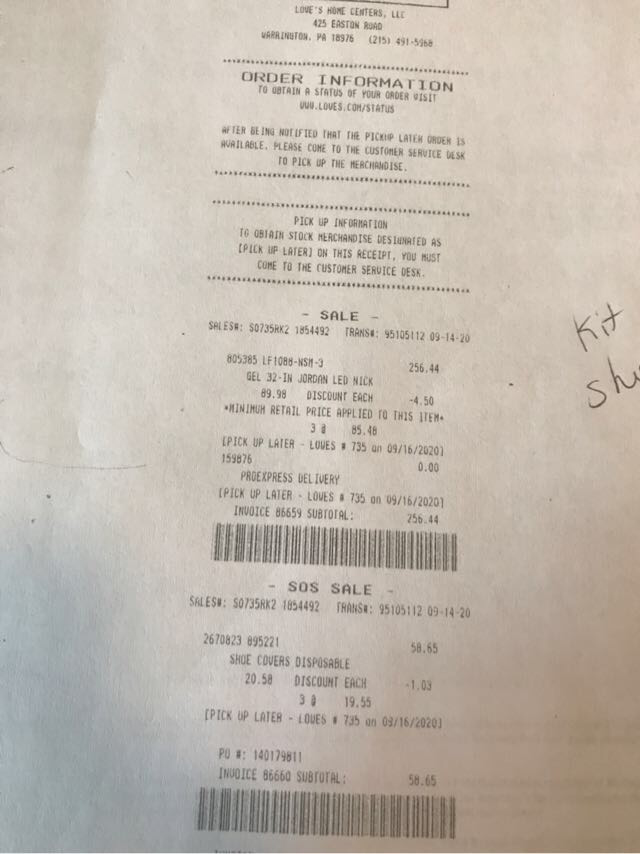 LOWE'S HOME CENTERS, LLC
425 EASTON ROAD
WARRINGTON, PA 18976 (215) 491-5968
****************************************
ORDER INFORMATION
TO OBTAIN A STATUS OF YOUR ORDER VISIT
WWW.LOWES.COM/STATUS
AFTER BEING NOTIFIED THAT THE PICKUP LATER ORDER IS
AVAILABLE. PLEASE COME TO THE CUSTOMER SERVICE DESK
TO PICK UP THE MERCHANDISE.
****************************************
****************************************
PICK UP INFORMATION
TO OBTAIN STOCK MERCHANDISE DESIGNATED AS
[PICK UP LATER] ON THIS RECEIPT, YOU MUST
COME TO THE CUSTOMER SERVICE DESK.
****************************************
- SALE -
SALES#: S0735RK2 1854492 TRANS#: 95105112 09-14-20
805385 LF1088-NSM-3 256.44
GEL 32-IN JORDAN LED NICK
89.98 DISCOUNT EACH -4.50
*MINIMUM RETAIL PRICE APPLIED TO THIS ITEM*
3 @ 85.48
[PICK UP LATER - LOWES # 735 on 09/16/2020]
159876 0.00
PROEXPRESS DELIVERY
[PICK UP LATER - LOWES # 735 on 09/16/2020]
INVOICE 86659 SUBTOTAL: 256.44
- SOS SALE -
SALES#: S0735RK2 1854492 TRANS#: 95105112 09-14-20
2670823 895221 58.65
SHOE COVERS DISPOSABLE
20.58 DISCOUNT EACH -1.03
3 @ 19.55
[PICK UP LATER - LOWES # 735 on 09/16/2020]
PO #: 140179811
INVOICE 86660 SUBTOTAL: 58.65
Kit